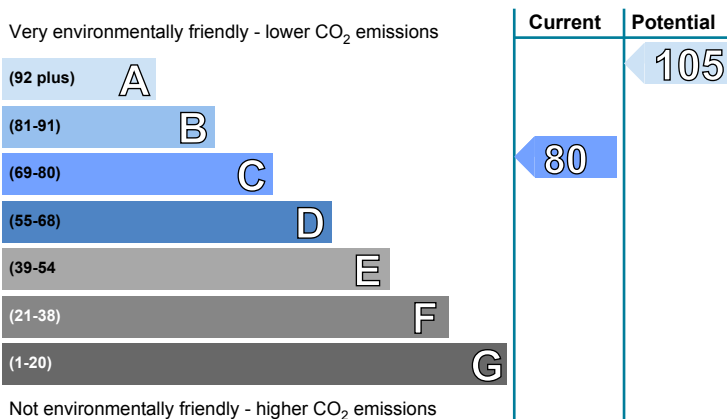 Current Potential
Very environmentally friendly - lower CO2 emissions
105
(92 plus) A
(81-91) B
80
(69-80) C
(55-68) D
(39-54 E
(21-38) F
(1-20) G
Not environmentally friendly - higher CO2 emissions